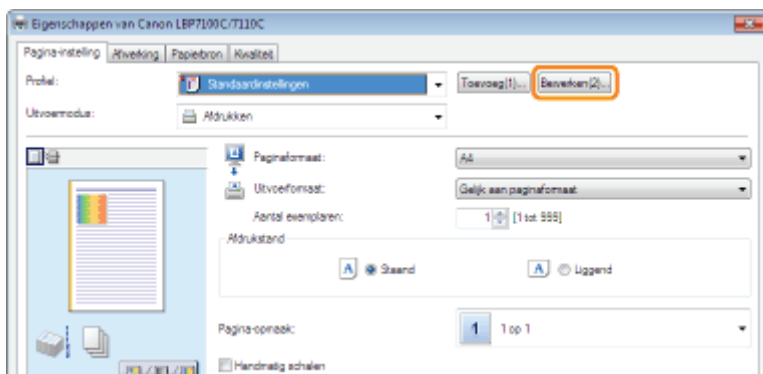 Eigenschappen van Canon LBP7100C/7110C
Pagina-instelling Afwerking Papierbron Kwaliteit
Profiel: Standaardinstellingen Toevoeg(1)... Bewerken(2)...
Uitvoermodus: Afdrukken
Paginaformaat: A4
Uitvoerformaat: Gelijk aan paginaformaat
Aantal exemplaren: 1 [1 tot 999]
Afdrukstand
A Staand A Liggend
Pagina-opmaak: 1 1 op 1
Handmatig schalen